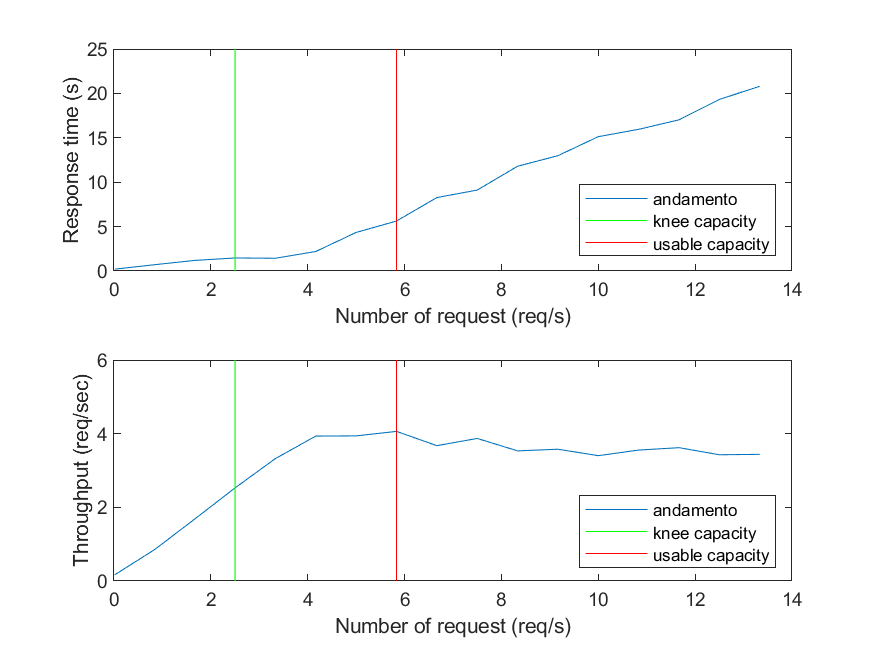 25
20
15
10
5
0
Response time (s)
0 2 4 6 8 10 12 14
Number of request (req/s)
andamento
knee capacity
usable capacity
6
4
2
0
Throughput (req/sec)
0 2 4 6 8 10 12 14
Number of request (req/s)
andamento
knee capacity
usable capacity